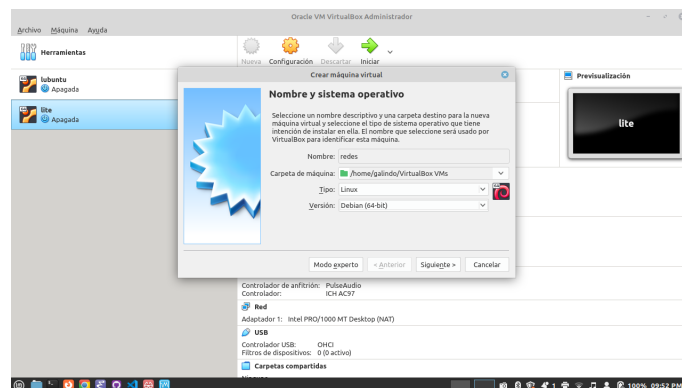 Oracle VM VirtualBox Administrador
Archivo Máquina Ayuda
Herramientas
Nueva Configuración Descartar Iniciar
lubuntu
Apagada
lite
Apagada
Previsualización
lite
Crear máquina virtual
Nombre y sistema operativo
Seleccione un nombre descriptivo y una carpeta destino para la nueva
máquina virtual y seleccione el tipo de sistema operativo que tiene
intención de instalar en ella. El nombre que seleccione será usado por
VirtualBox para identificar esta máquina.
Nombre: redes
Carpeta de máquina: /home/galindo/VirtualBox VMs
Tipo: Linux
Versión: Debian (64-bit)
Modo experto < Anterior Siguiente > Cancelar
Controlador de anfitrión: PulseAudio
Controlador: ICH AC97
Red
Adaptador 1: Intel PRO/1000 MT Desktop (NAT)
USB
Controlador USB: OHCI
Filtros de dispositivos: 0 (0 activo)
Carpetas compartidas
1 100% 09:52 PM